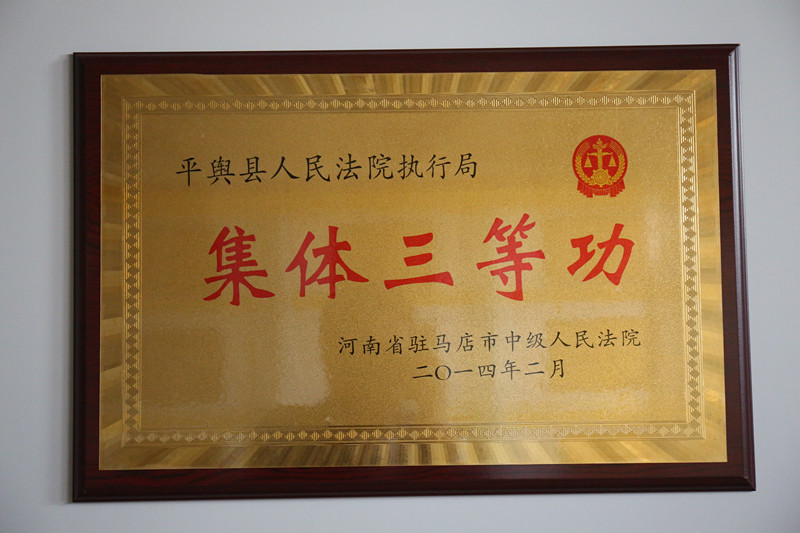 平舆县人民法院执行局
集体三等功
河南省驻马店市中级人民法院
二〇一四年二月